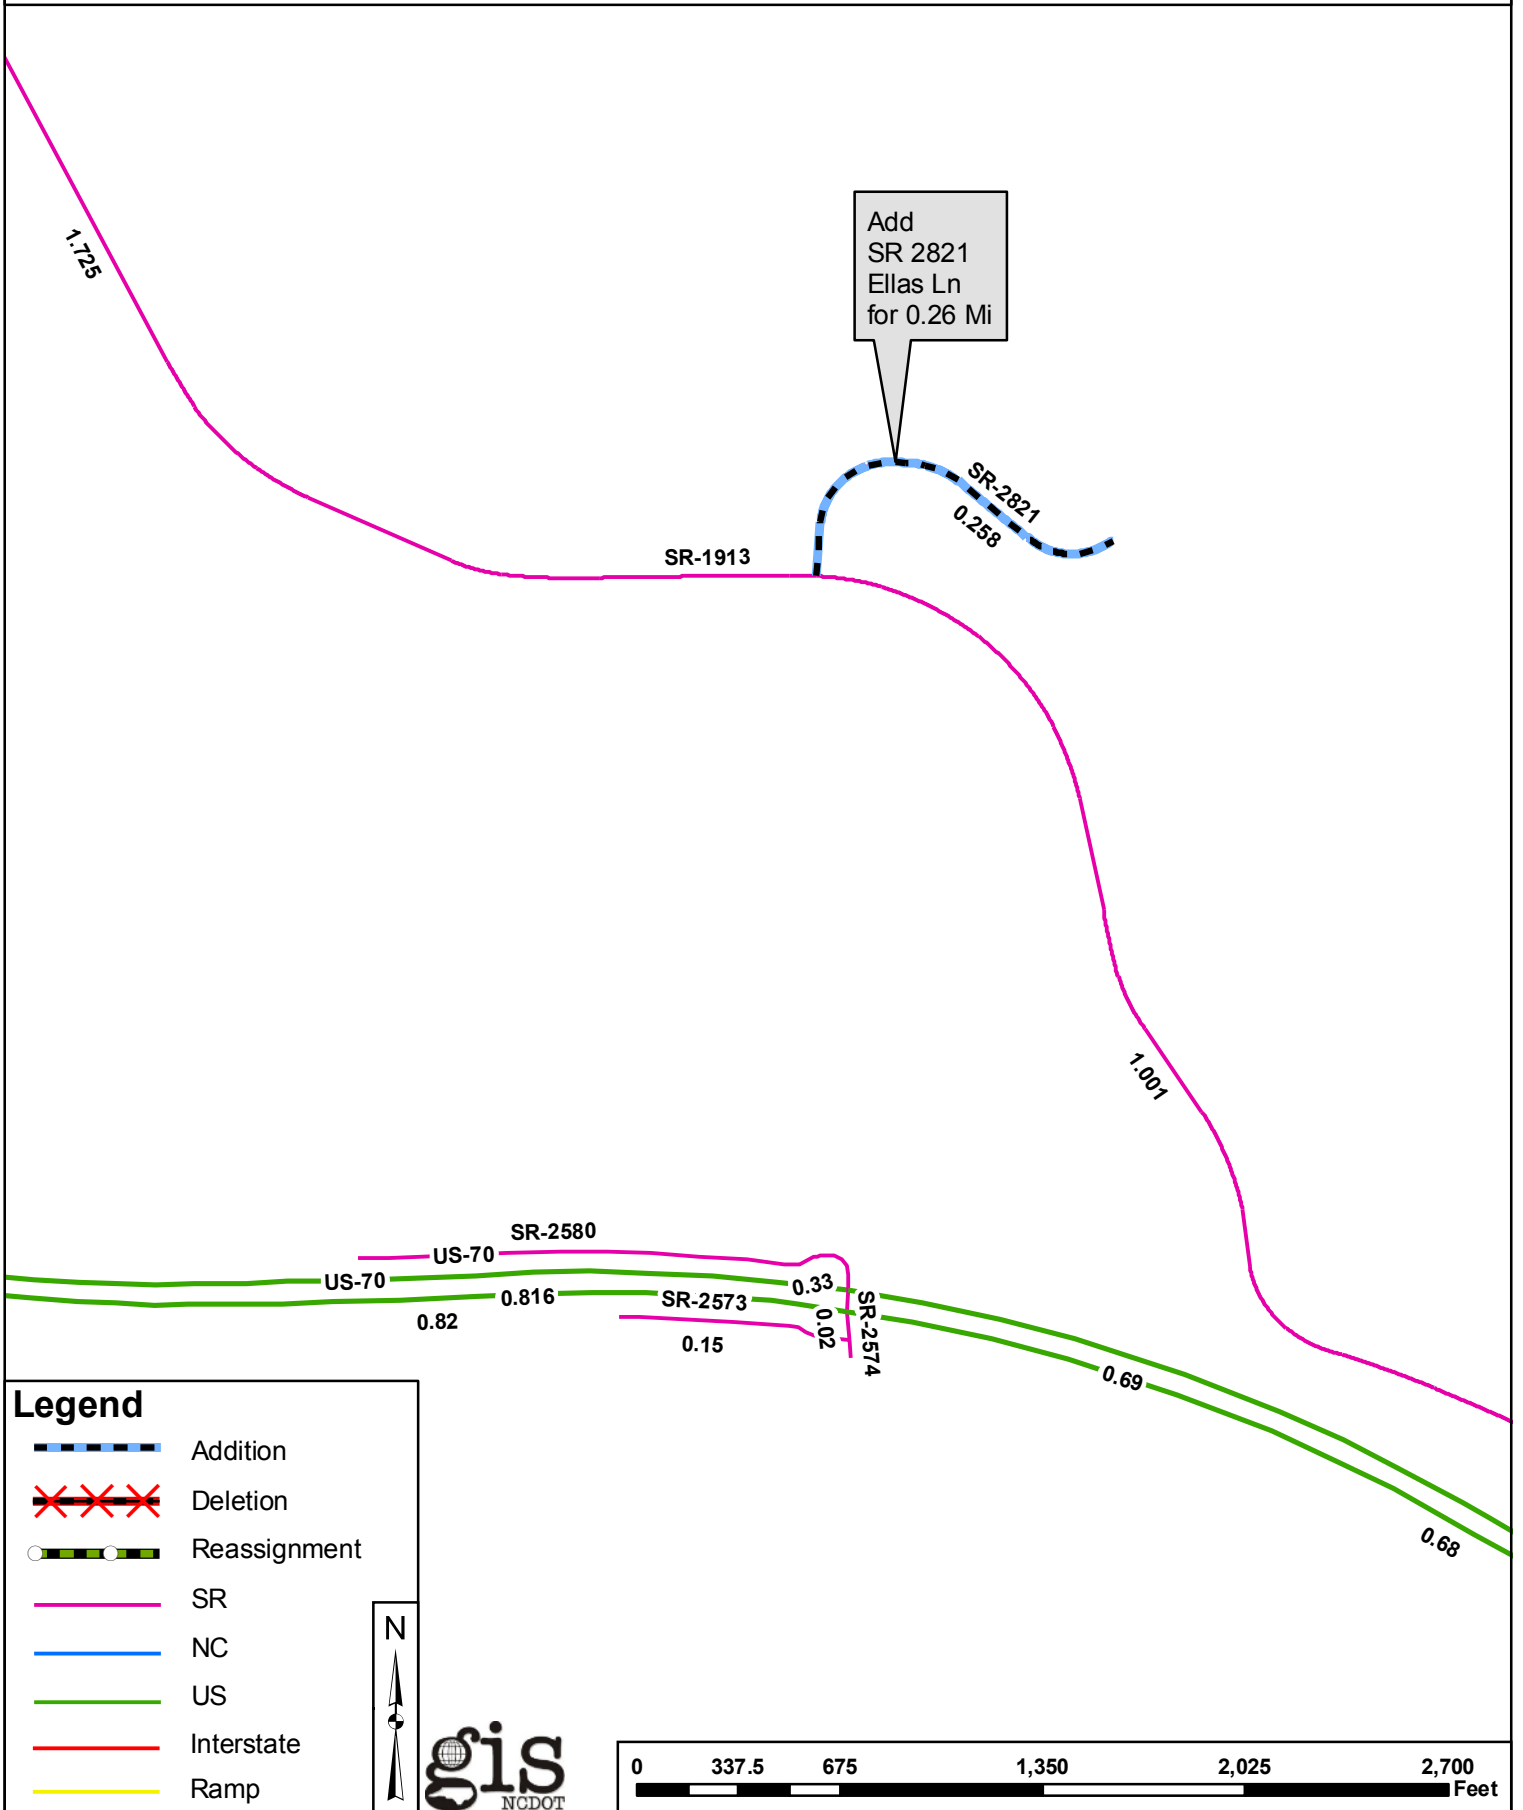 1.725
Add
SR 2821
Ellas Ln
for 0.26 Mi
SR-2821
0.258
SR-1913
1.001
SR-2580
US-70
US-70
0.33
0.816
SR-2573
0.82
0.15
0.02
SR-2574
0.69
0.68
Legend
Addition
Deletion
Reassignment
SR
NC
US
Interstate
Ramp
N
gis
NCDOT
0 337.5 675 1,350 2,025 2,700
Feet